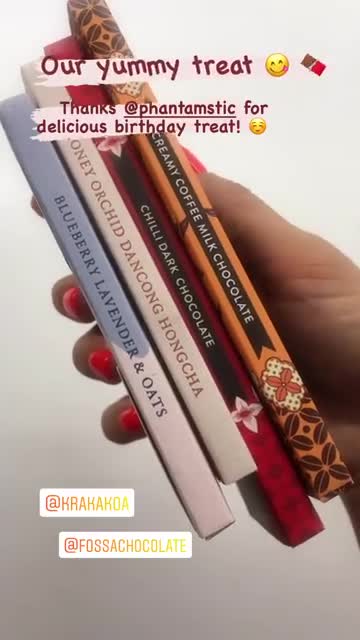 Our yummy treat 😋 🍫
Thanks @phantamstic for
delicious birthday treat! ☺️
CREAMY COFFEE MILK CHOCOLATE
CHILLI DARK CHOCOLATE
ONEY ORCHID DANCONG HONGCHA
BLUEBERRY LAVENDER & OATS
@KRAKAKOA
@FOSSACHOCOLATE